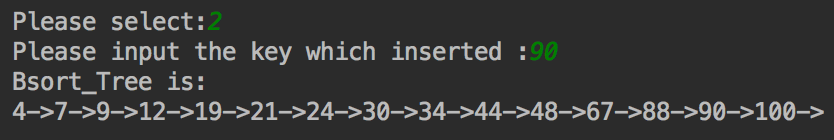 Please select:2
Please input the key which inserted :90
Bsort_Tree is:
4->7->9->12->19->21->24->30->34->44->48->67->88->90->100->